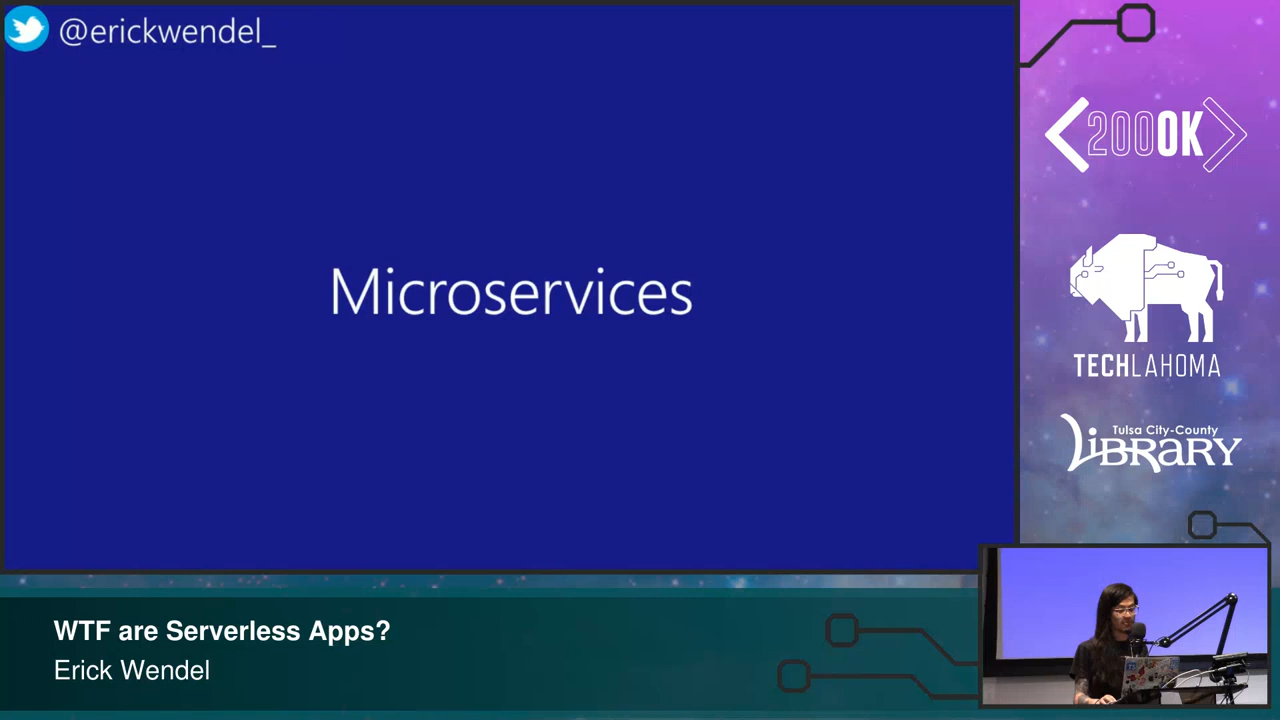 @erickwendel_
Microservices
200OK
TECHLAHOMA
Tulsa City-County
LIBRARY
WTF are Serverless Apps?
Erick Wendel